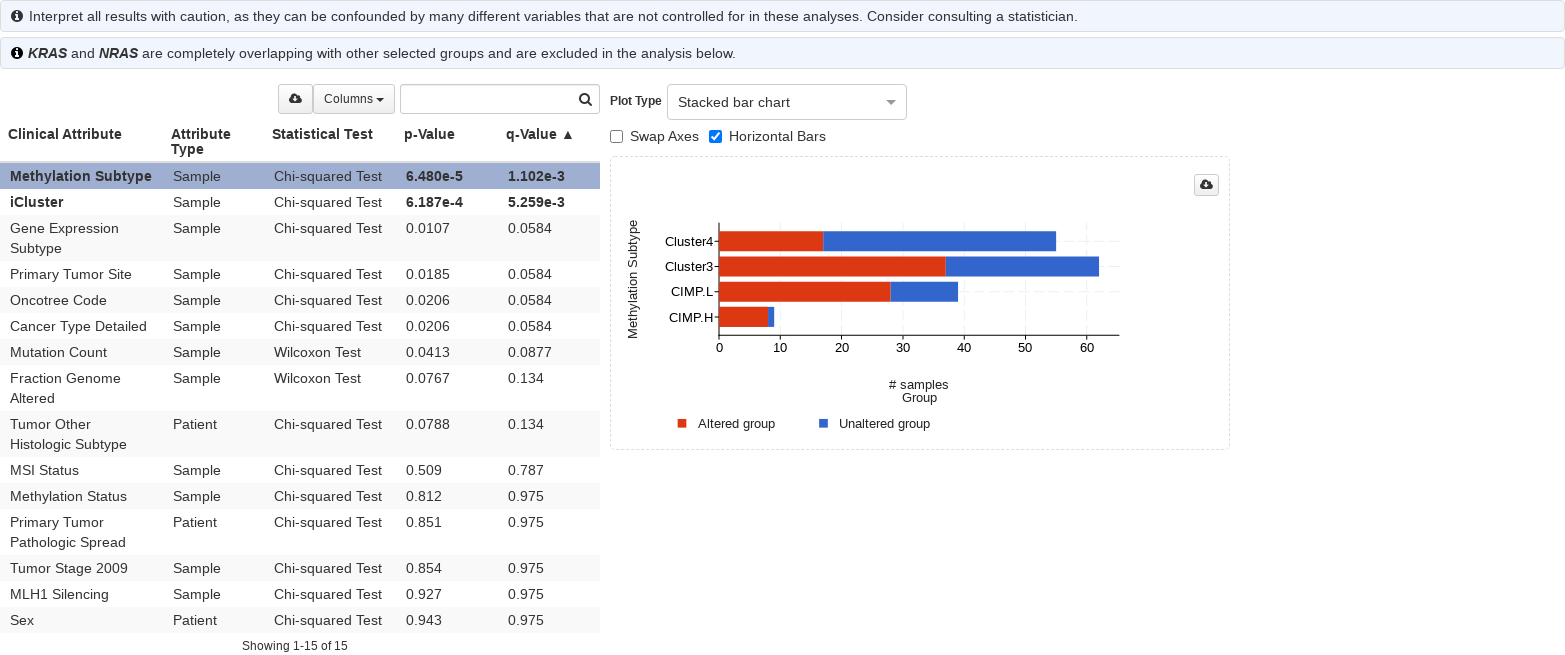 Interpret all results with caution, as they can be confounded by many different variables that are not controlled for in these analyses. Consider consulting a statistician.
KRAS and NRAS are completely overlapping with other selected groups and are excluded in the analysis below.
Columns
Clinical Attribute Attribute Type Statistical Test p-Value q-Value ▲
Methylation Subtype Sample Chi-squared Test 6.480e-5 1.102e-3
iCluster Sample Chi-squared Test 6.187e-4 5.259e-3
Gene Expression Subtype Sample Chi-squared Test 0.0107 0.0584
Primary Tumor Site Sample Chi-squared Test 0.0185 0.0584
Oncotree Code Sample Chi-squared Test 0.0206 0.0584
Cancer Type Detailed Sample Chi-squared Test 0.0206 0.0584
Mutation Count Sample Wilcoxon Test 0.0413 0.0877
Fraction Genome Altered Sample Wilcoxon Test 0.0767 0.134
Tumor Other Histologic Subtype Patient Chi-squared Test 0.0788 0.134
MSI Status Sample Chi-squared Test 0.509 0.787
Methylation Status Sample Chi-squared Test 0.812 0.975
Primary Tumor Pathologic Spread Patient Chi-squared Test 0.851 0.975
Tumor Stage 2009 Sample Chi-squared Test 0.854 0.975
MLH1 Silencing Sample Chi-squared Test 0.927 0.975
Sex Patient Chi-squared Test 0.943 0.975
Showing 1-15 of 15
Plot Type Stacked bar chart
Swap Axes Horizontal Bars
Methylation Subtype
Cluster4
Cluster3
CIMP.L
CIMP.H
0 10 20 30 40 50 60
# samples
Group
Altered group Unaltered group